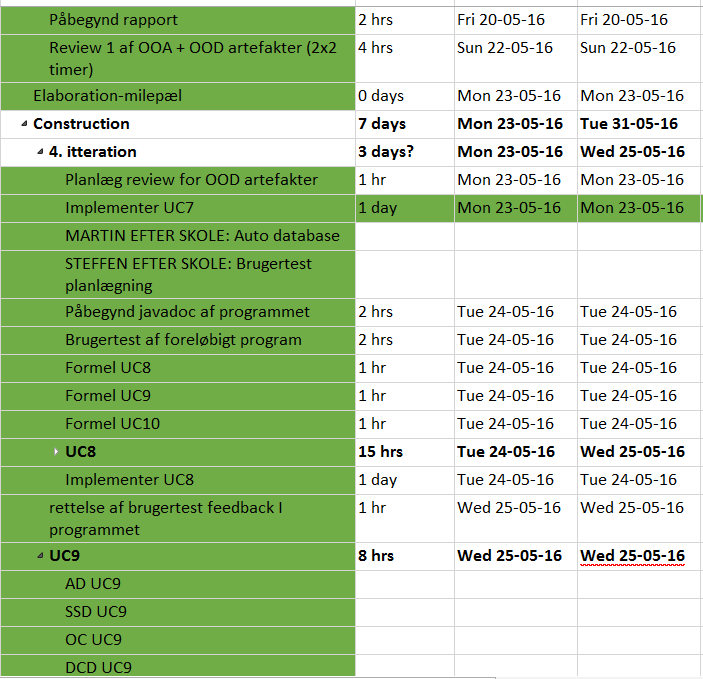 Påbegynd rapport 2 hrs Fri 20-05-16 Fri 20-05-16
Review 1 af OOA + OOD artefakter (2x2 4 hrs Sun 22-05-16 Sun 22-05-16
timer)
Elaboration-milepæl 0 days Mon 23-05-16 Mon 23-05-16
Construction 7 days Mon 23-05-16 Tue 31-05-16
4. itteration 3 days? Mon 23-05-16 Wed 25-05-16
Planlæg review for OOD artefakter 1 hr Mon 23-05-16 Mon 23-05-16
Implementer UC7 1 day Mon 23-05-16 Mon 23-05-16
MARTIN EFTER SKOLE: Auto database
STEFFEN EFTER SKOLE: Brugertest
planlægning
Påbegynd javadoc af programmet 2 hrs Tue 24-05-16 Tue 24-05-16
Brugertest af foreløbigt program 2 hrs Tue 24-05-16 Tue 24-05-16
Formel UC8 1 hr Tue 24-05-16 Tue 24-05-16
Formel UC9 1 hr Tue 24-05-16 Tue 24-05-16
Formel UC10 1 hr Tue 24-05-16 Tue 24-05-16
UC8 15 hrs Tue 24-05-16 Wed 25-05-16
Implementer UC8 1 day Tue 24-05-16 Tue 24-05-16
rettelse af brugertest feedback I 1 hr Wed 25-05-16 Wed 25-05-16
programmet
UC9 8 hrs Wed 25-05-16 Wed 25-05-16
AD UC9
SSD UC9
OC UC9
DCD UC9